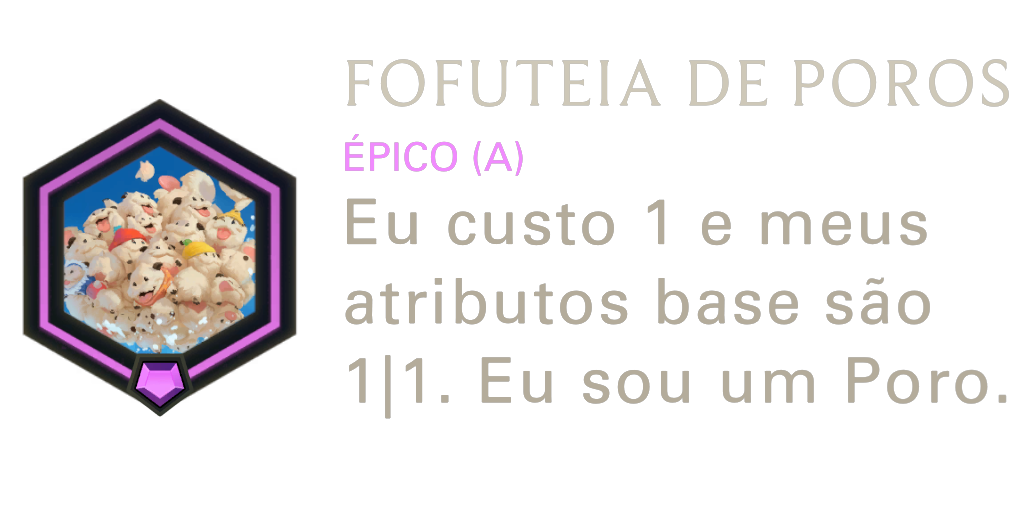 FOFUTEIA DE POROS
ÉPICO (A)
Eu custo 1 e meus
atributos base são
1|1. Eu sou um Poro.